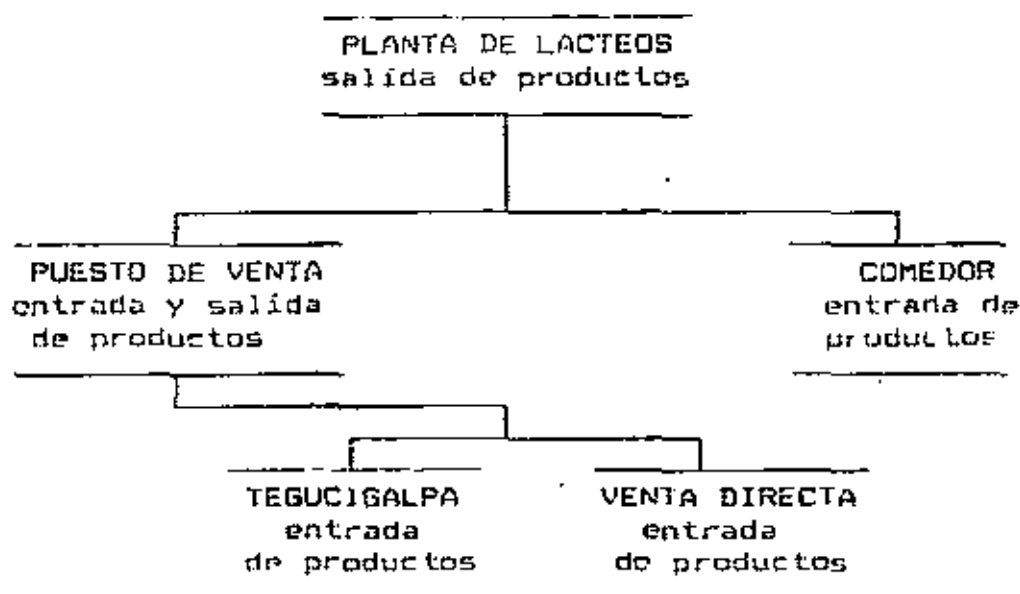 PLANTA DE LACTEOS
salida de productos
PUESTO DE VENTA
entrada y salida
de productos
COMEDOR
entrada de
productos
TEGUCIGALPA
entrada
de productos
VENTA DIRECTA
entrada
de productos